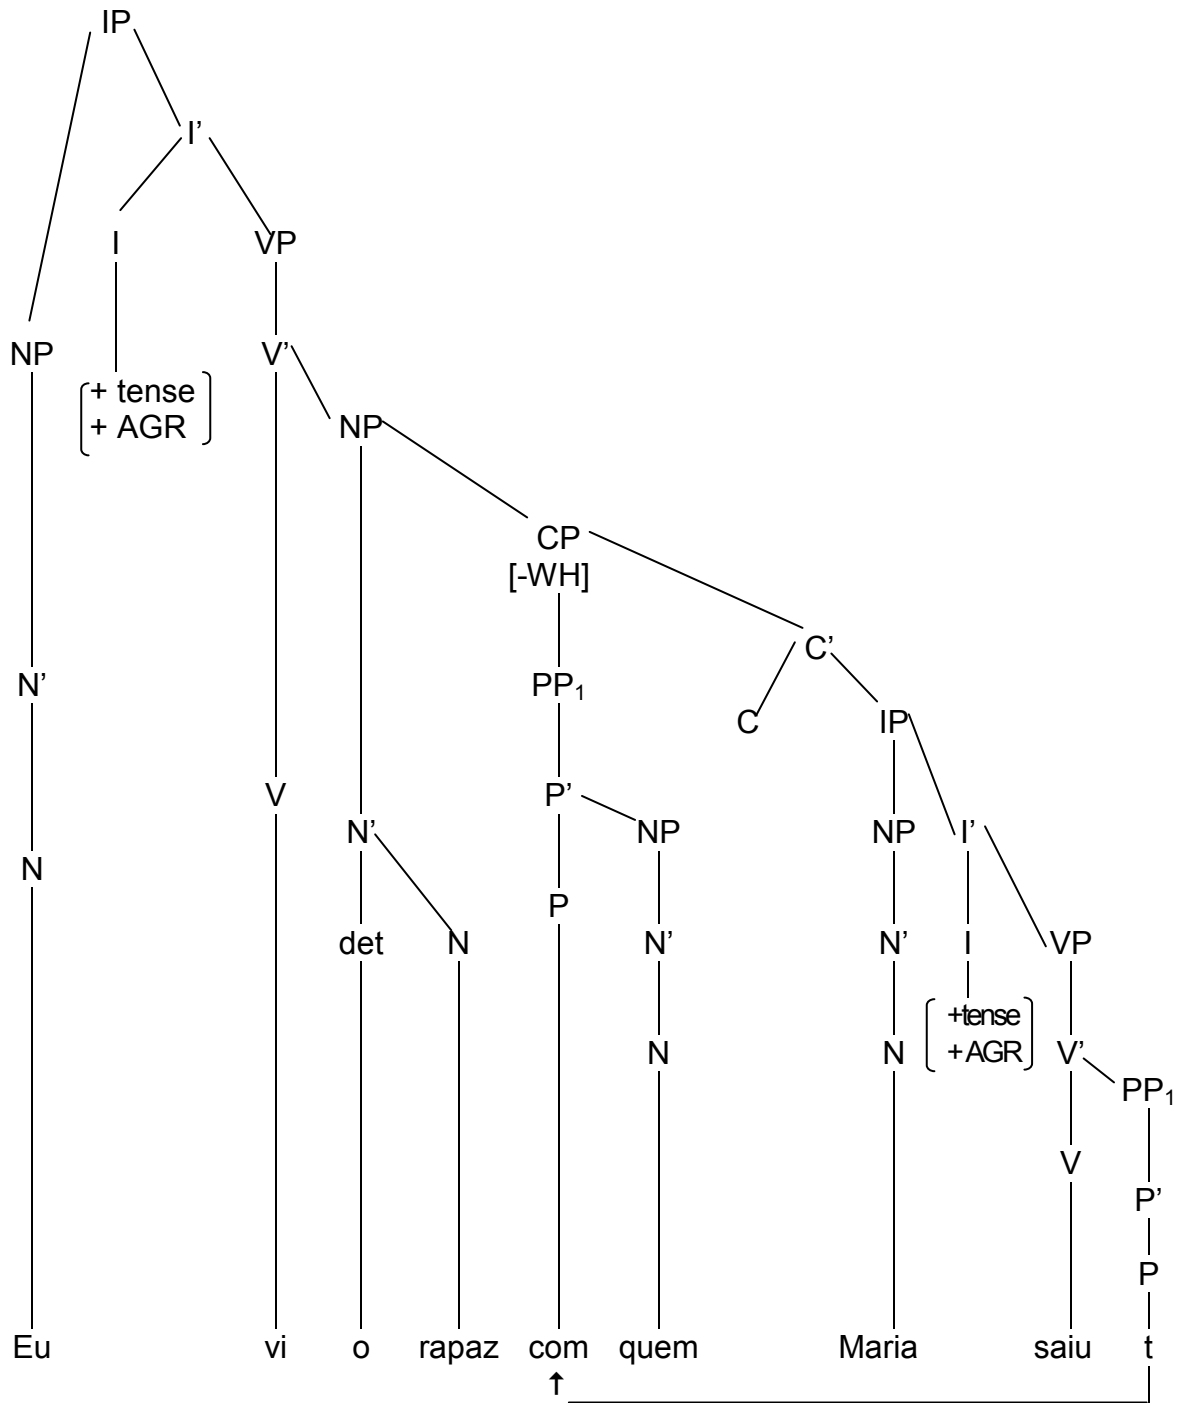 IP
I’
I VP
NP V’
+ tense
+ AGR
NP
CP
[-WH]
C’
N’ PP₁
C IP
V P’
N’ NP NP I’
N
P
det N N’ N’ I VP
+tense
+AGR
N N V’
PP₁
V
P’
P
Eu vi o rapaz com quem Maria saiu t
↑